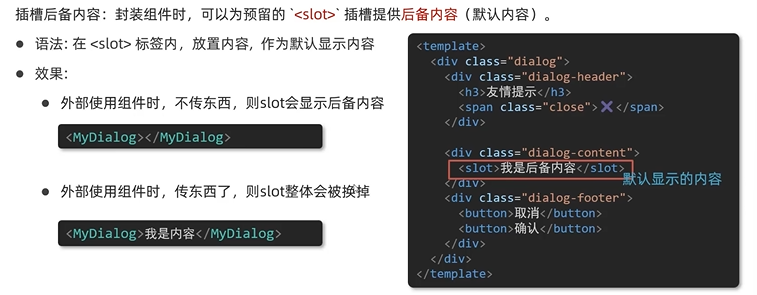 插槽后备内容：封装组件时，可以为预留的 `<slot>` 插槽提供后备内容（默认内容）。
● 语法: 在 <slot> 标签内，放置内容, 作为默认显示内容
● 效果：
● 外部使用组件时，不传东西，则slot会显示后备内容
<MyDialog></MyDialog>
● 外部使用组件时，传东西了，则slot整体会被换掉
<MyDialog>我是内容</MyDialog>
<template>
<div class="dialog">
<div class="dialog-header">
<h3>友情提示</h3>
<span class="close">✖</span>
</div>
<div class="dialog-content">
<slot>我是后备内容</slot>
</div>
默认显示的内容
<div class="dialog-footer">
<button>取消</button>
<button>确认</button>
</div>
</div>
</template>